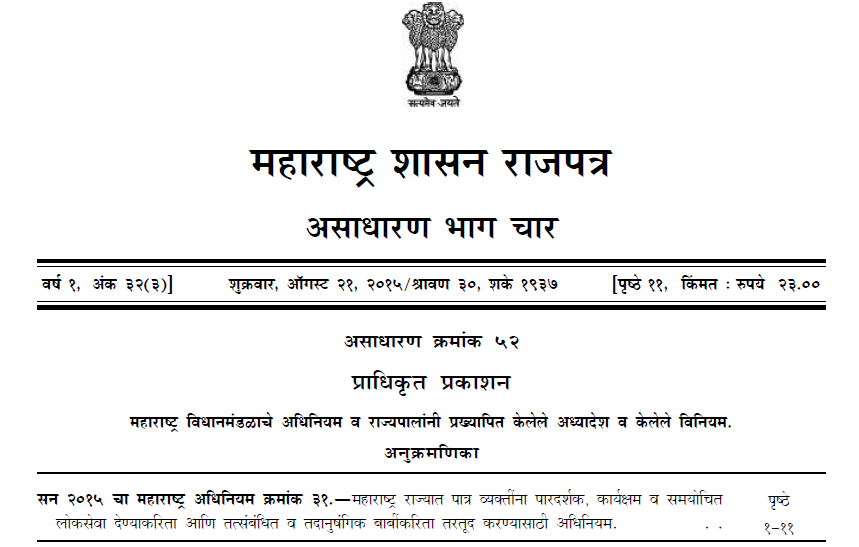 सत्यमेव जयते
महाराष्ट्र शासन राजपत्र
असाधारण भाग चार
वर्ष १, अंक ३२(३)] शुक्रवार, ऑगस्ट २१, २०१५/श्रावण ३०, शके १९३७ [पृष्ठे ११, किंमत : रुपये २३.००
असाधारण क्रमांक ५२
प्राधिकृत प्रकाशन
महाराष्ट्र विधानमंडळाचे अधिनियम व राज्यपालांनी प्रख्यापित केलेले अध्यादेश व केलेले विनियम.
अनुक्रमणिका
सन २०१५ चा महाराष्ट्र अधिनियम क्रमांक ३१.—महाराष्ट्र राज्यात पात्र व्यक्तींना पारदर्शक, कार्यक्षम व समयोचित पृष्ठे
लोकसेवा देण्याकरिता आणि तत्संबंधित व तदानुषंगिक बाबींकरिता तरतूद करण्यासाठी अधिनियम. . . १-११